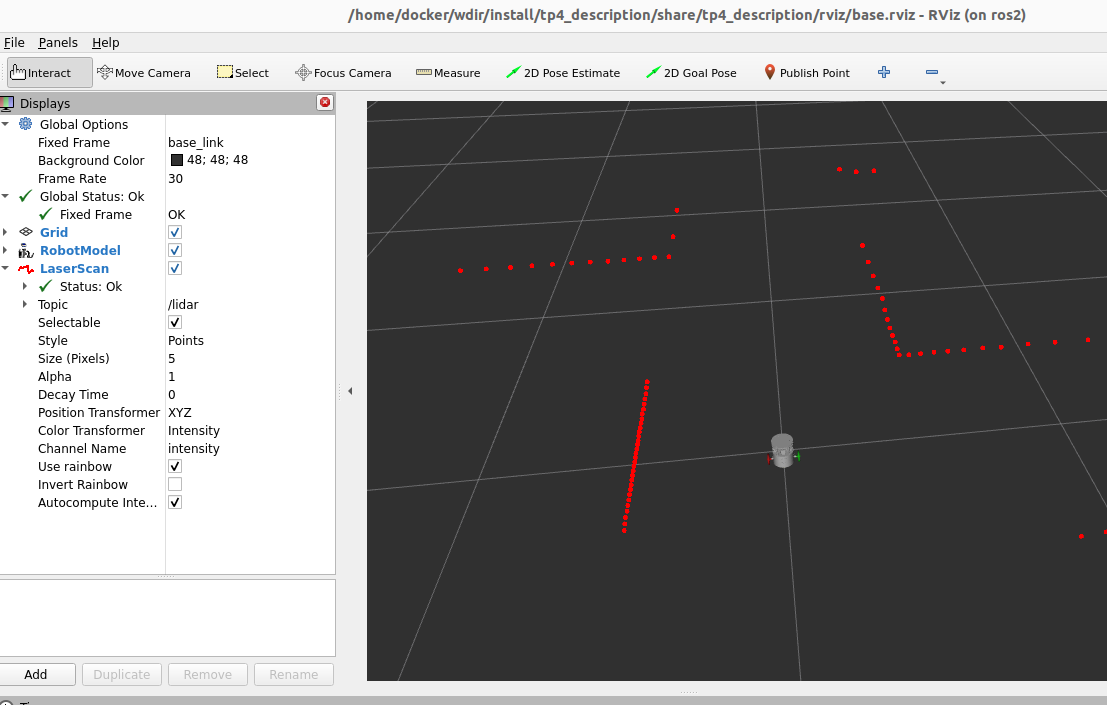 /home/docker/wdir/install/tp4_description/share/tp4_description/rviz/base.rviz - RViz (on ros2)
File Panels Help
Interact Move Camera Select Focus Camera Measure 2D Pose Estimate 2D Goal Pose Publish Point
Displays
Global Options
Fixed Frame base_link
Background Color 48; 48; 48
Frame Rate 30
Global Status: Ok
Fixed Frame OK
Grid
RobotModel
LaserScan
Status: Ok
Topic /lidar
Selectable
Style Points
Size (Pixels) 5
Alpha 1
Decay Time 0
Position Transformer XYZ
Color Transformer Intensity
Channel Name intensity
Use rainbow
Invert Rainbow
Autocompute Inte...
Add Duplicate Remove Rename